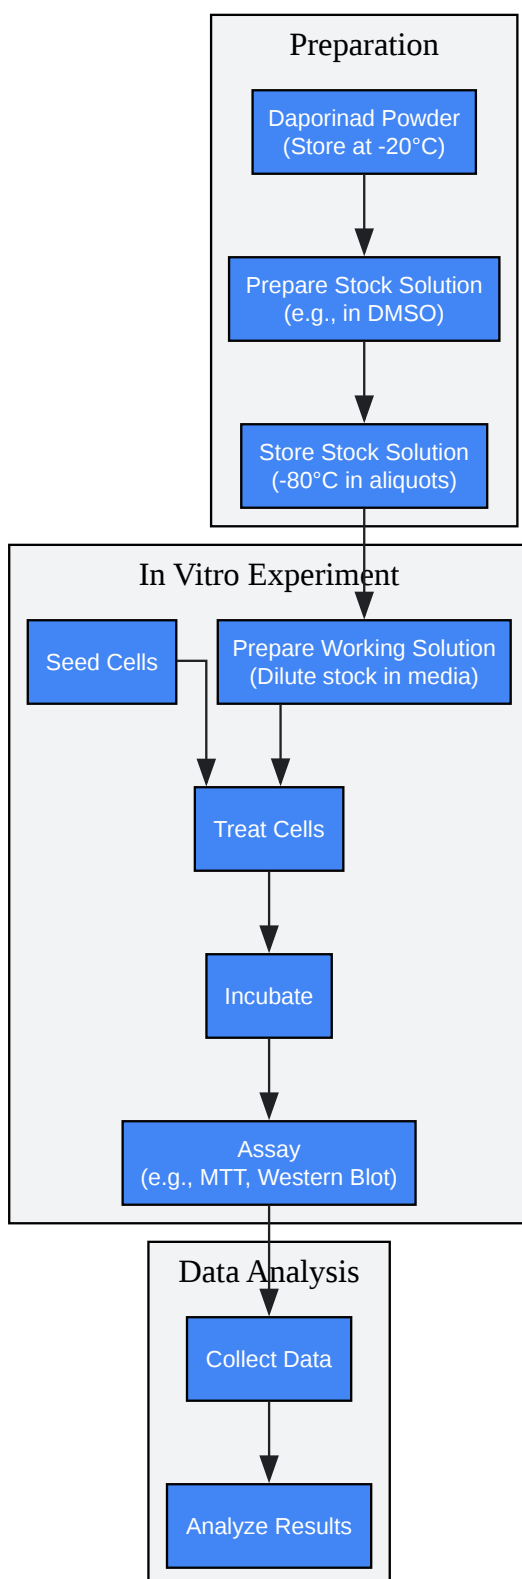 Preparation
Daporinad Powder
(Store at -20°C)
Prepare Stock Solution
(e.g., in DMSO)
Store Stock Solution
(-80°C in aliquots)
In Vitro Experiment
Seed Cells
Prepare Working Solution
(Dilute stock in media)
Treat Cells
Incubate
Assay
(e.g., MTT, Western Blot)
Data Analysis
Collect Data
Analyze Results